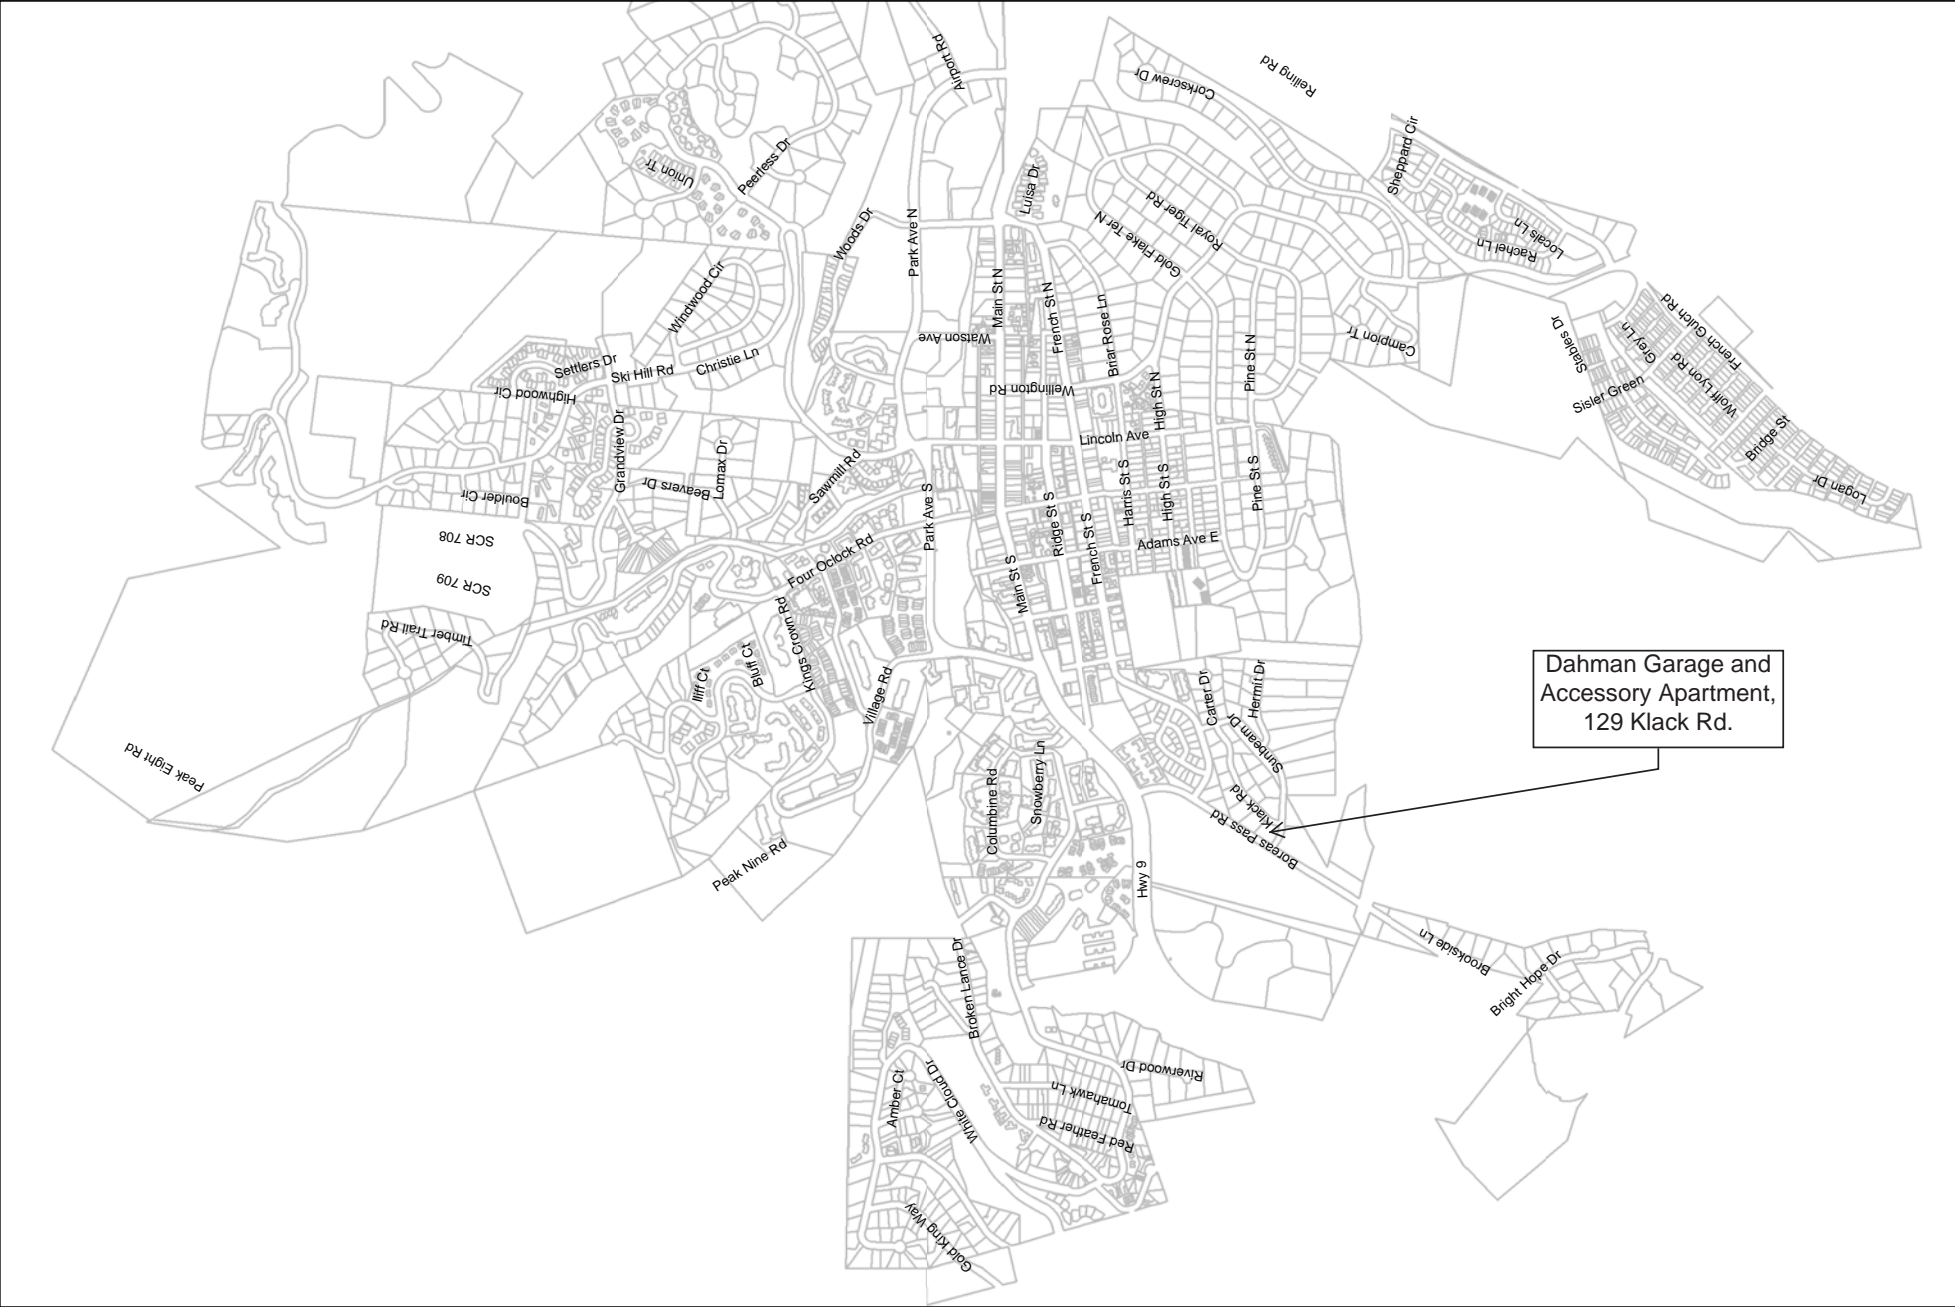 Airport Rd
Reiling Rd
Corkscrew Dr
Sheppard Cir
Peerless Dr
Union Tr
Luisa Dr
Royal Tiger Rd
Woods Dr
Park Ave N
Gold Flake Ter N
Locals Ln
Rachel Ln
Windwood Cir
Main St N
French St N
Briar Rose Ln
French Gulch Rd
Watson Ave
Pine St N
Campion Tr
Stables Dr
Grey Ln
Settlers Dr
Ski Hill Rd
Christie Ln
Highwood Cir
Wellington Rd
High St N
Sisler Green
Wolff Lyon Rd
Grandview Dr
Lincoln Ave
Bridge St
Lomax Dr
Sawmill Rd
Beavers Dr
Boulder Cir
Harris St S
High St S
Pine St S
Logan Dr
Park Ave S
Ridge St S
French St S
SCR 708
Adams Ave E
Four Oclock Rd
SCR 709
Main St S
Timber Trail Rd
Kings Crown Rd
Bluff Ct
Iliff Ct
Village Rd
Carter Dr
Hermit Dr
Dahman Garage and
Accessory Apartment,
129 Klack Rd.
Sunbeam Dr
Peak Eight Rd
Columbine Rd
Snowberry Ln
Klack Rd
Boreas Pass Rd
Peak Nine Rd
Hwy 9
Brookside Ln
Bright Hope Dr
Broken Lance Dr
Riverwood Dr
Amber Ct
White Cloud Dr
Tomahawk Ln
Red Feather Rd
Gold King Way